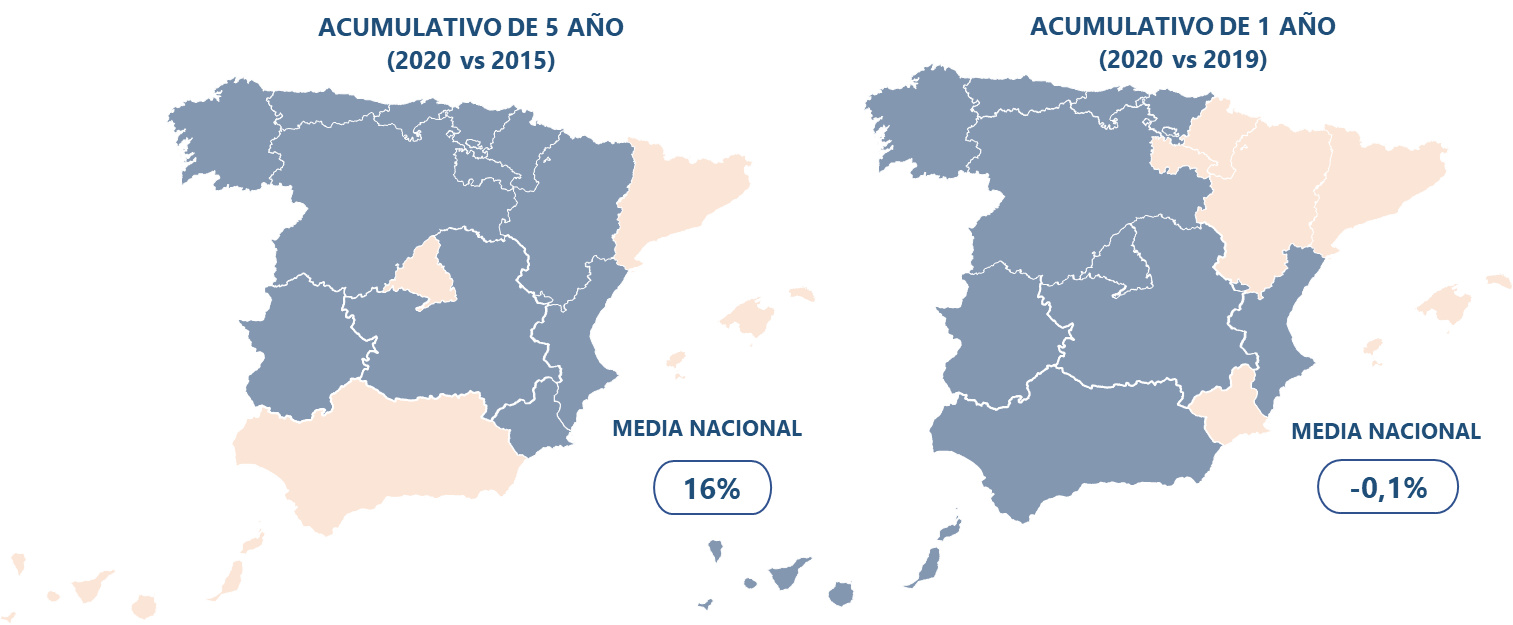 ACUMULATIVO DE 5 AÑO
(2020 vs 2015)
MEDIA NACIONAL
16%
ACUMULATIVO DE 1 AÑO
(2020 vs 2019)
MEDIA NACIONAL
-0,1%